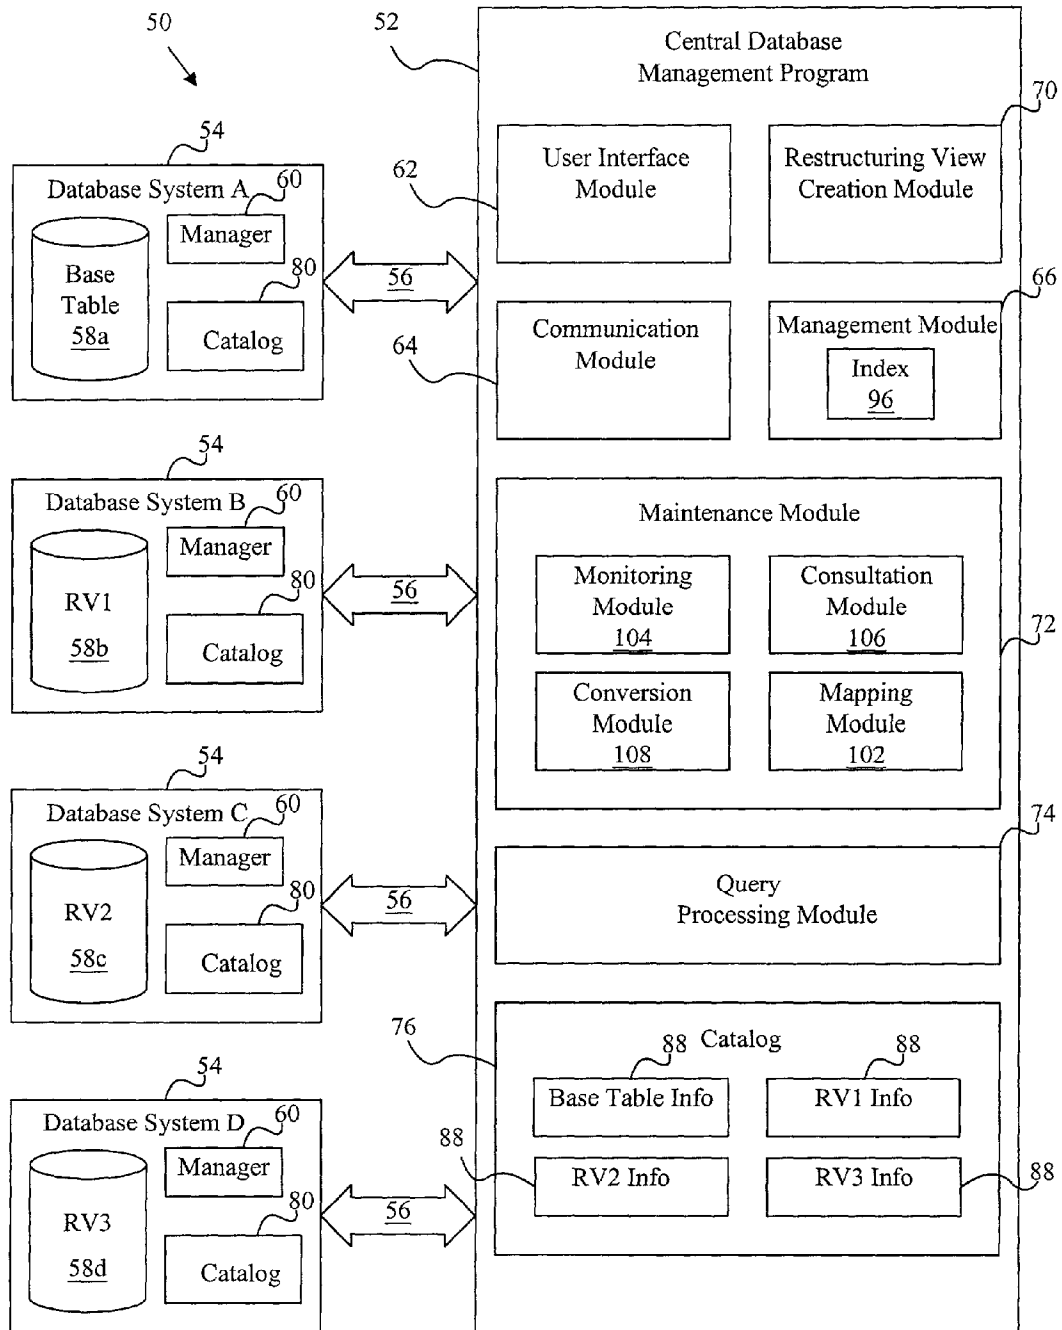 50
52
Central Database
Management Program
70
54
Database System A
60
Manager
80
Base
Table
58a
Catalog
56
62
User Interface
Module
Restructuring View
Creation Module
66
64
Communication
Module
Management Module
Index
96
54
Database System B
60
Manager
80
RV1
58b
Catalog
56
Maintenance Module
Monitoring
Module
104
Consultation
Module
106
72
Conversion
Module
108
Mapping
Module
102
54
Database System C
60
Manager
80
RV2
58c
Catalog
56
74
Query
Processing Module
76
Catalog
88
88
Base Table Info
RV1 Info
88
RV2 Info
RV3 Info
88
54
Database System D
60
Manager
80
RV3
58d
Catalog
56